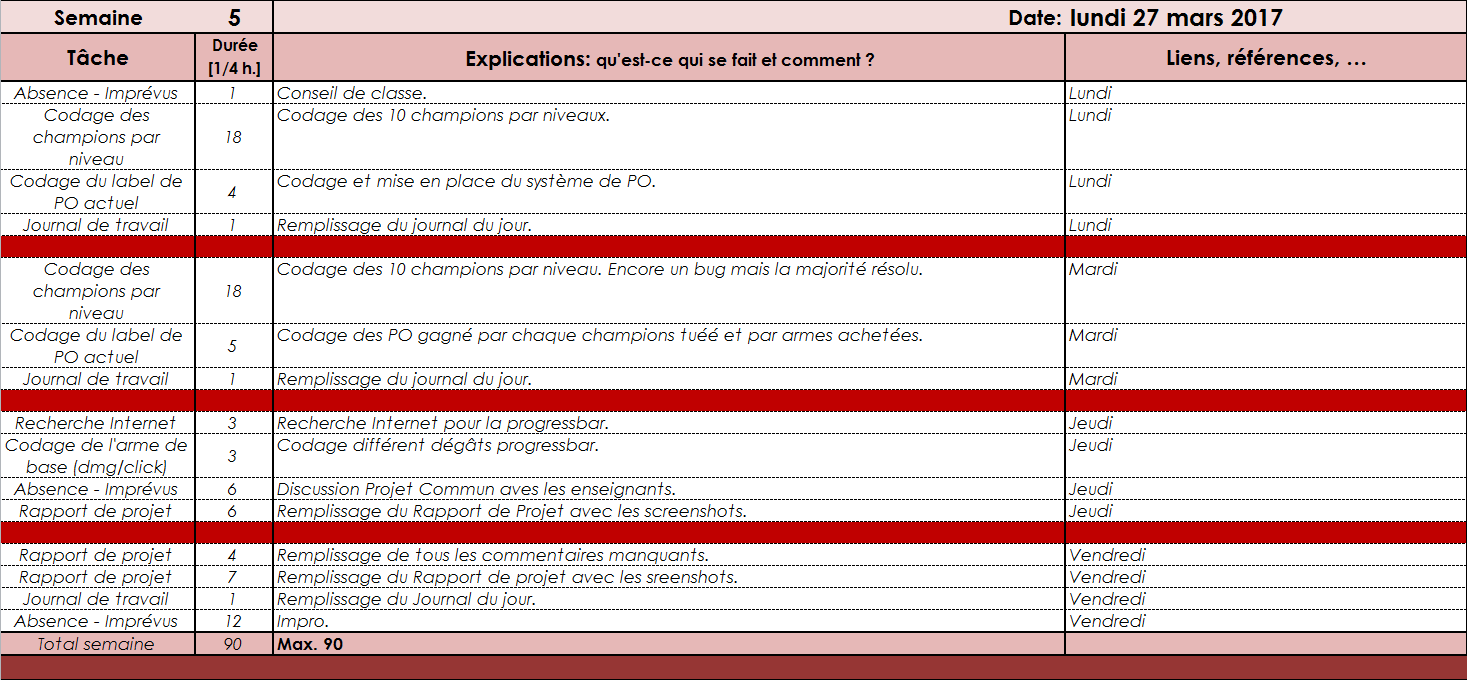 Semaine 5 Date: lundi 27 mars 2017
Tâche Durée [1/4 h.] Explications: qu'est-ce qui se fait et comment ? Liens, références, ...
Absence - Imprévus 1 Conseil de classe. Lundi
Codage des champions par niveau 18 Codage des 10 champions par niveaux. Lundi
Codage du label de PO actuel 4 Codage et mise en place du système de PO. Lundi
Journal de travail 1 Remplissage du journal du jour. Lundi
Codage des champions par niveau 18 Codage des 10 champions par niveau. Encore un bug mais la majorité résolu. Mardi
Codage du label de PO actuel 5 Codage des PO gagné par chaque champions tuéé et par armes achetées. Mardi
Journal de travail 1 Remplissage du journal du jour. Mardi
Recherche Internet 3 Recherche Internet pour la progressbar. Jeudi
Codage de l'arme de base (dmg/click) 3 Codage différent dégâts progressbar. Jeudi
Absence - Imprévus 6 Discussion Projet Commun aves les enseignants. Jeudi
Rapport de projet 6 Remplissage du Rapport de Projet avec les screenshots. Jeudi
Rapport de projet 4 Remplissage de tous les commentaires manquants. Vendredi
Rapport de projet 7 Remplissage du Rapport de projet avec les sreenshots. Vendredi
Journal de travail 1 Remplissage du Journal du jour. Vendredi
Absence - Imprévus 12 Impro. Vendredi
Total semaine 90 Max. 90